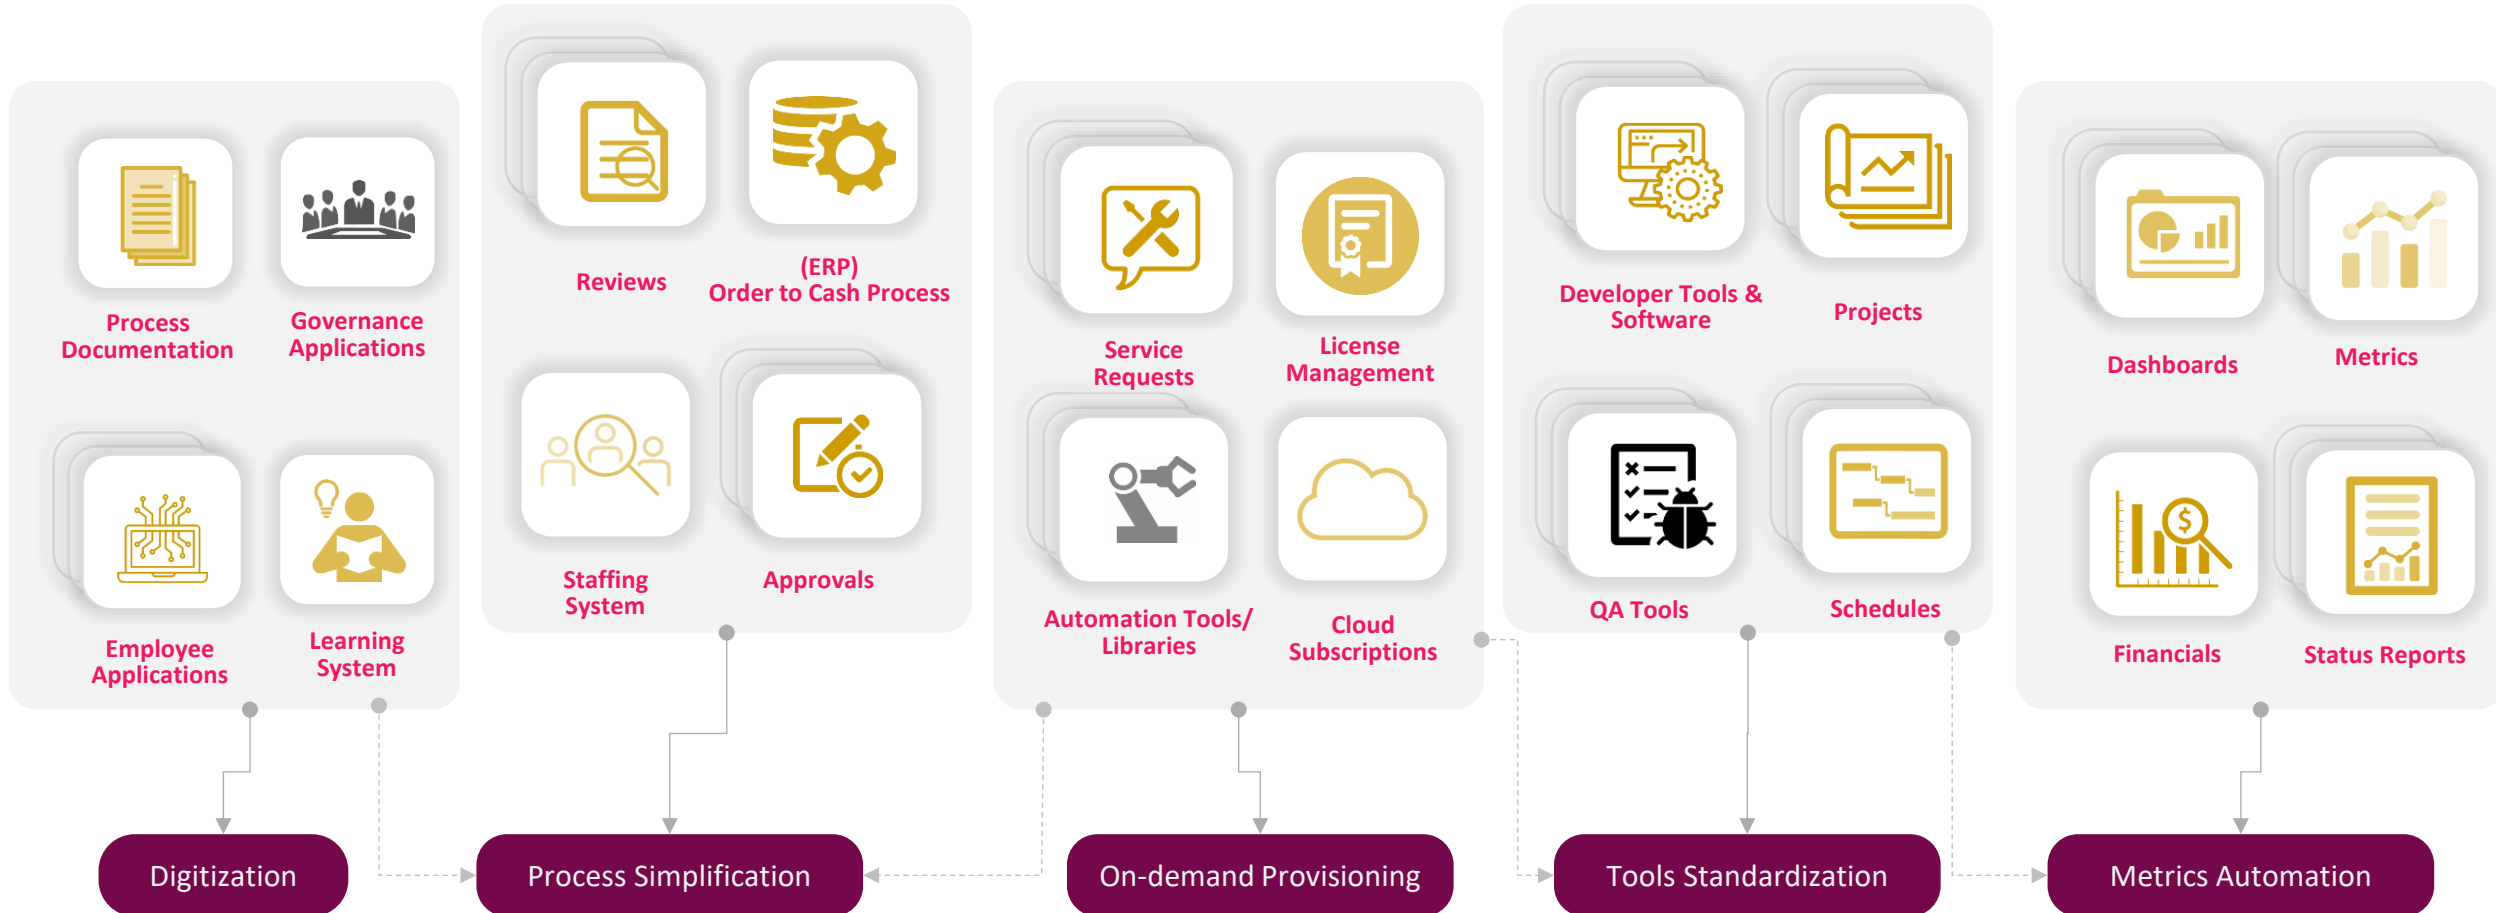 Process
Documentation
Governance
Applications
Employee
Applications
Learning
System
Reviews
(ERP)
Order to Cash Process
Staffing
System
Approvals
Service
Requests
License
Management
Automation Tools/
Libraries
Cloud
Subscriptions
Developer Tools &
Software
Projects
QA Tools
Schedules
Dashboards
Metrics
$
Financials
Status Reports
Digitization
Process Simplification
On-demand Provisioning
Tools Standardization
Metrics Automation